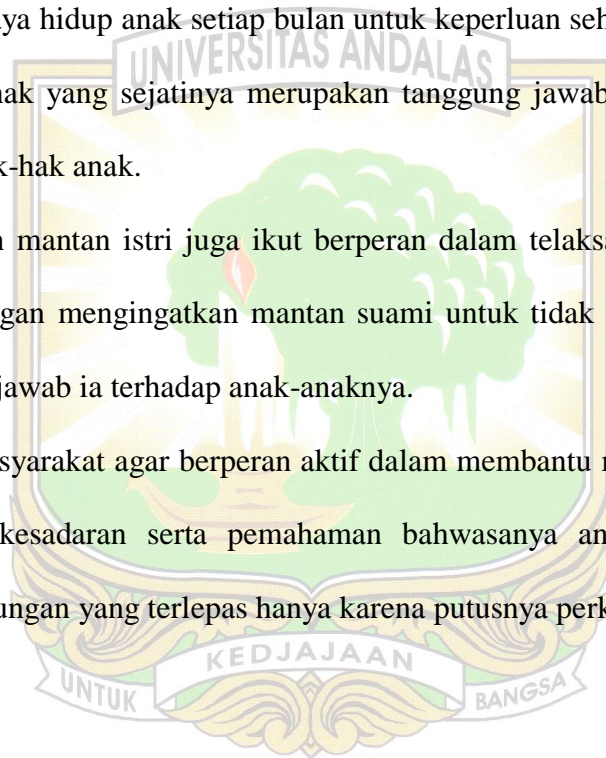 ya hidup anak setiap bulan untuk keperluan seh
UNIVERSITAS ANDALAS
nak yang sejatinya merupakan tanggung jawab
k-hak anak.
n mantan istri juga ikut berperan dalam telaksa
gan mengingatkan mantan suami untuk tidak
jawab ia terhadap anak-anaknya.
syarakat agar berperan aktif dalam membantu
kesadaran serta pemahaman bahwasanya an
ungan yang terlepas hanya karena putusnya perk
UNTUK KEDJAJAAN BANGSA